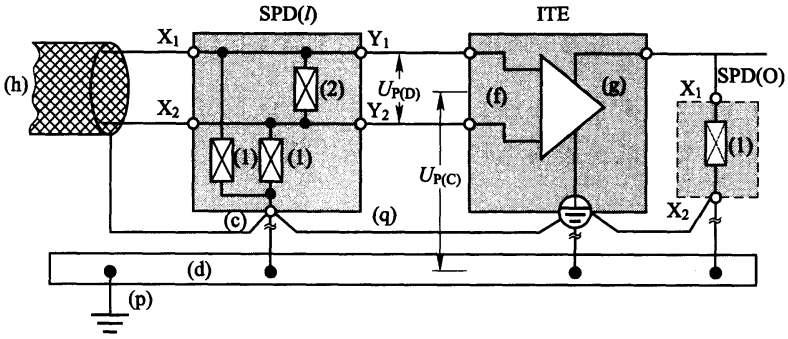 SPD(I)
ITE
X1
Y1
(h)
(2)
UP(D)
(f)
(g)
SPD(O)
X1
X2
Y2
(1)
(1)
UP(C)
(1)
X2
(c)
(q)
(d)
(p)